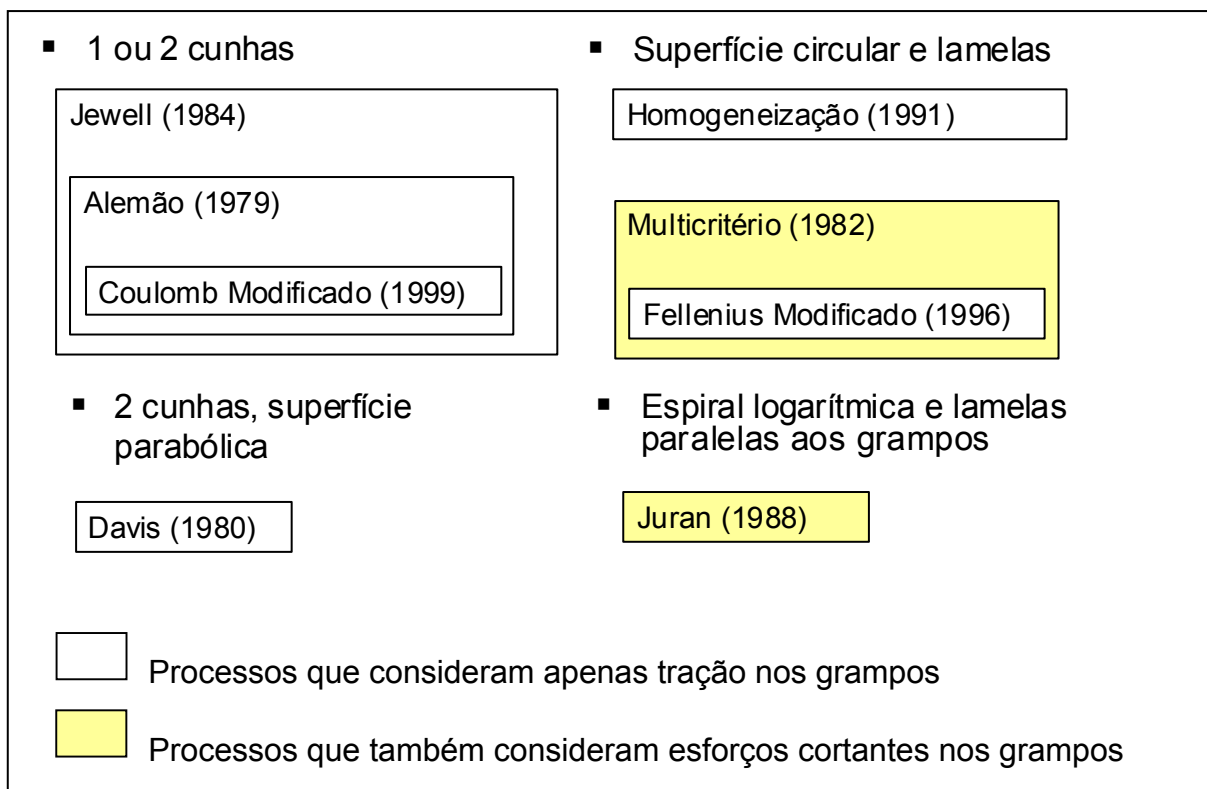 ▪ 1 ou 2 cunhas
Jewell (1984)
Alemão (1979)
Coulomb Modificado (1999)
▪ Superfície circular e lamelas
Homogeneização (1991)
Multicritério (1982)
Fellenius Modificado (1996)
▪ 2 cunhas, superfície
parabólica
Davis (1980)
▪ Espiral logarítmica e lamelas
paralelas aos grampos
Juran (1988)
Processos que consideram apenas tração nos grampos
Processos que também consideram esforços cortantes nos grampos